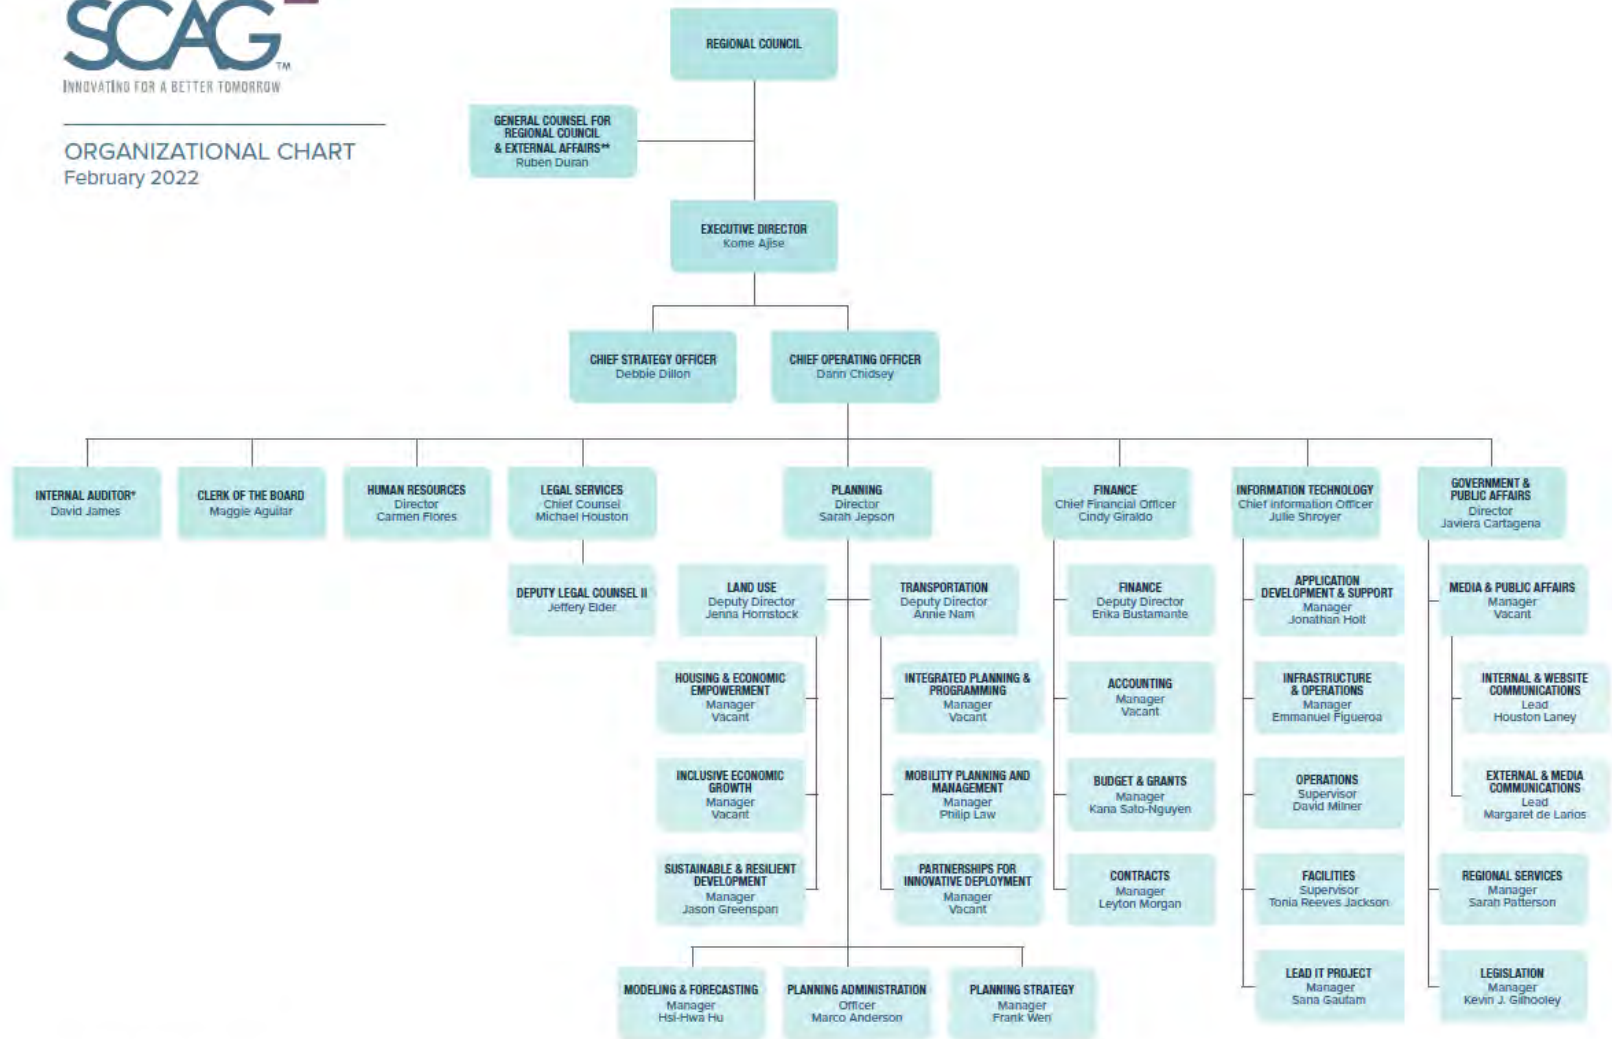 SCAG
TM
INNOVATING FOR A BETTER TOMORROW
ORGANIZATIONAL CHART
February 2022
REGIONAL COUNCIL
GENERAL COUNSEL FOR
REGIONAL COUNCIL
& EXTERNAL AFFAIRS**
Ruben Duran
EXECUTIVE DIRECTOR
Kome Ajise
CHIEF STRATEGY OFFICER
Debbie Dillon
CHIEF OPERATING OFFICER
Darin Chidsey
INTERNAL AUDITOR*
David James
CLERK OF THE BOARD
Maggie Aguilar
HUMAN RESOURCES
Director
Carmen Flores
LEGAL SERVICES
Chief Counsel
Michael Houston
PLANNING
Director
Sarah Jepson
FINANCE
Chief Financial Officer
Cindy Giraldo
INFORMATION TECHNOLOGY
Chief Information Officer
Julie Shroyer
GOVERNMENT &
PUBLIC AFFAIRS
Director
Javiera Cartagena
DEPUTY LEGAL COUNSEL II
Jeffery Elder
LAND USE
Deputy Director
Jenna Hornstock
TRANSPORTATION
Deputy Director
Annie Nam
FINANCE
Deputy Director
Erika Bustamante
APPLICATION
DEVELOPMENT & SUPPORT
Manager
Jonathan Holt
MEDIA & PUBLIC AFFAIRS
Manager
Vacant
HOUSING & ECONOMIC
EMPOWERMENT
Manager
Vacant
INTEGRATED PLANNING &
PROGRAMMING
Manager
Vacant
ACCOUNTING
Manager
Vacant
INFRASTRUCTURE
& OPERATIONS
Manager
Emmanuel Figueroa
INTERNAL & WEBSITE
COMMUNICATIONS
Lead
Houston Laney
INCLUSIVE ECONOMIC
GROWTH
Manager
Vacant
MOBILITY PLANNING AND
MANAGEMENT
Manager
Philip Law
BUDGET & GRANTS
Manager
Kana Sato-Nguyen
OPERATIONS
Supervisor
David Milner
EXTERNAL & MEDIA
COMMUNICATIONS
Lead
Margaret de Larios
SUSTAINABLE & RESILIENT
DEVELOPMENT
Manager
Jason Greenspan
PARTNERSHIPS FOR
INNOVATIVE DEPLOYMENT
Manager
Vacant
CONTRACTS
Manager
Leyton Morgan
FACILITIES
Supervisor
Tonia Reeves Jackson
REGIONAL SERVICES
Manager
Sarah Patterson
MODELING & FORECASTING
Manager
Hsi-Hwa Hu
PLANNING ADMINISTRATION
Officer
Marco Anderson
PLANNING STRATEGY
Manager
Frank Wen
LEAD IT PROJECT
Manager
Sana Gautam
LEGISLATION
Manager
Kevin J. Gilhooley